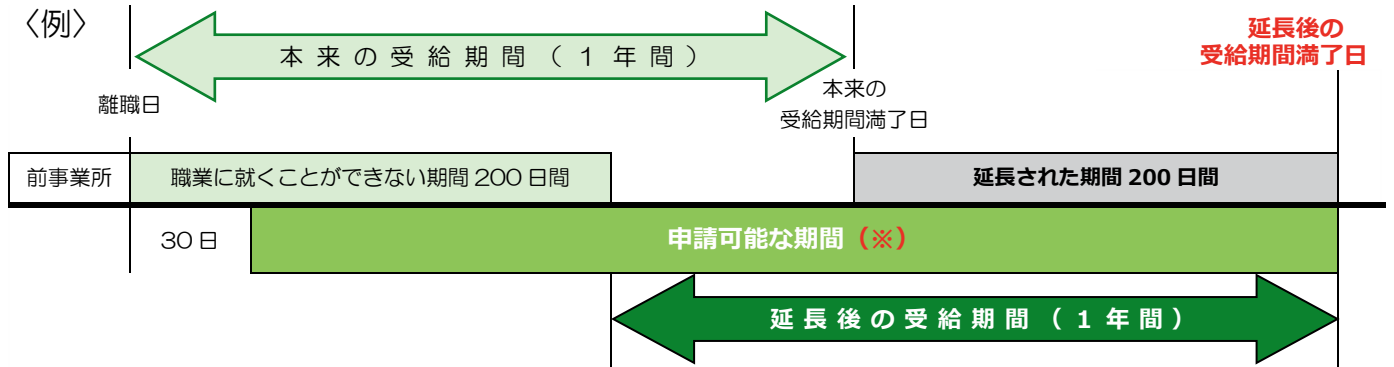 〈例〉
本来の受給期間（1年間）
延長後の
受給期間満了日
離職日
本来の
受給期間満了日
前事業所
職業に就くことができない期間 200 日間
延長された期間 200 日間
30 日
申請可能な期間（※）
延長後の受給期間（1年間）